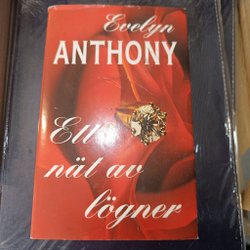 Evelyn
ANTHONY
Ett
nät av
lögner